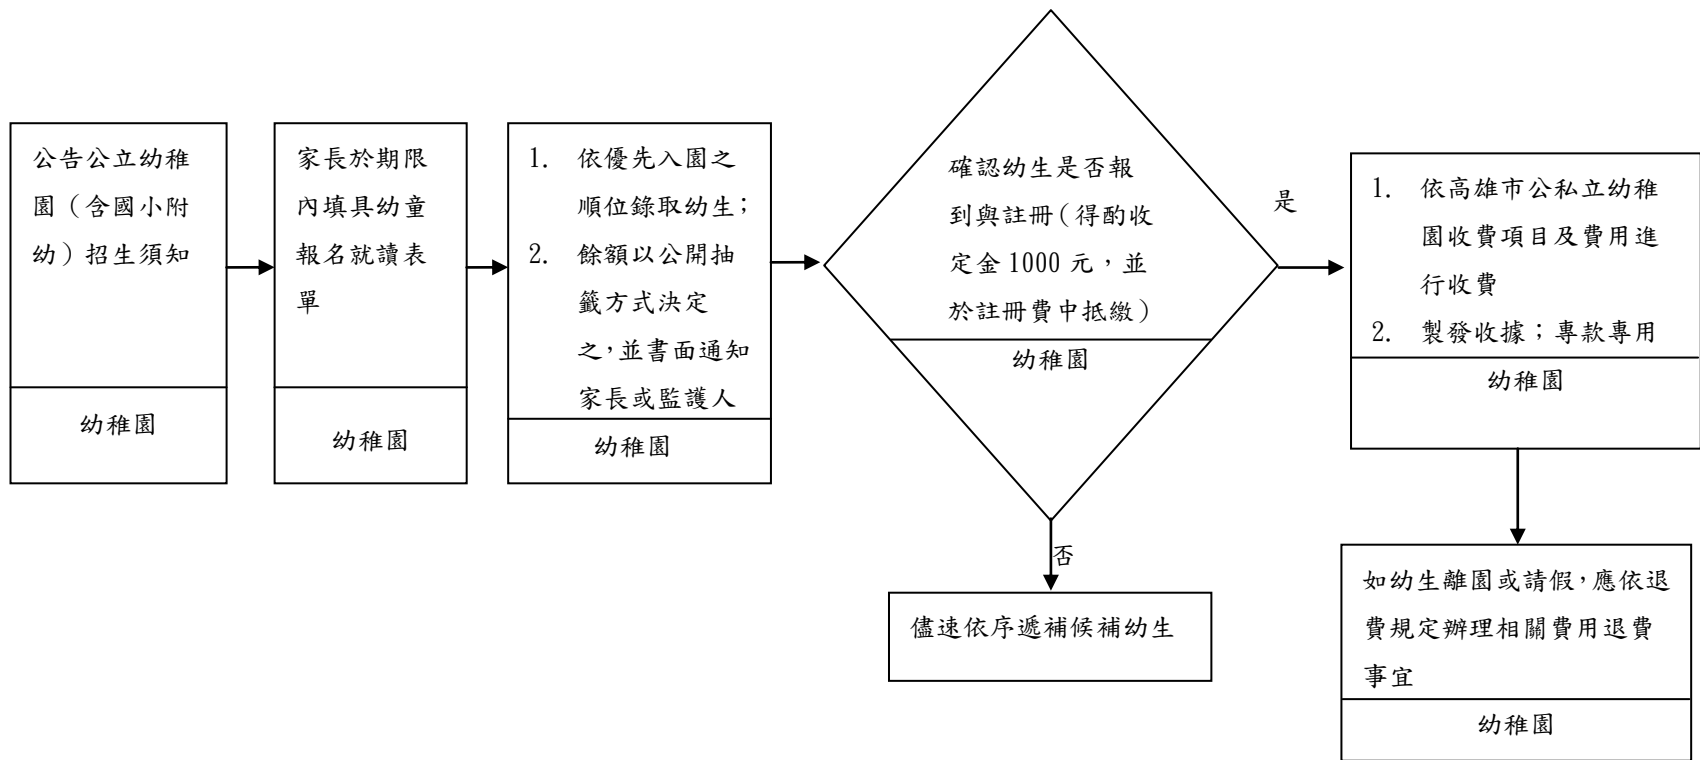 公告公立幼稚
園（含國小附
幼）招生須知
幼稚園
家長於期限
內填具幼童
報名就讀表
單
幼稚園
1. 依優先入園之
順位錄取幼生；
2. 餘額以公開抽
籤方式決定
之，並書面通知
家長或監護人
幼稚園
確認幼生是否報
到與註冊（得酌收
定金 1000 元，並
於註冊費中抵繳）
幼稚園
是
1. 依高雄市公私立幼稚
園收費項目及費用進
行收費
2. 製發收據；專款專用
幼稚園
否
儘速依序遞補候補幼生
如幼生離園或請假，應依退
費規定辦理相關費用退費
事宜
幼稚園